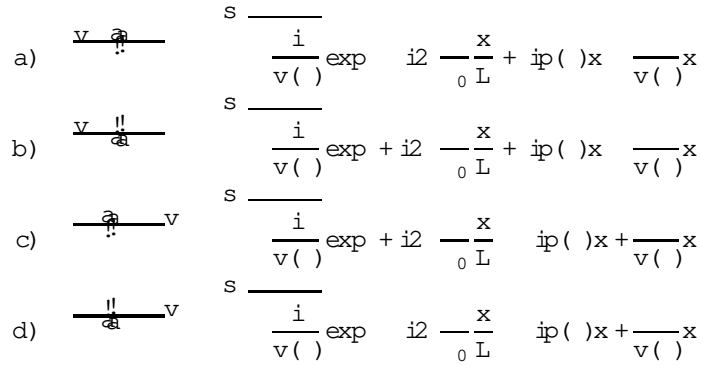 a) v s i v( ) exp i2 0 x L + ip( )x v( ) x
b) v s i v( ) exp + i2 0 x L + ip( )x v( ) x
c) v s i v( ) exp + i2 0 x L ip( )x + v( ) x
d) v s i v( ) exp i2 0 x L ip( )x + v( ) x